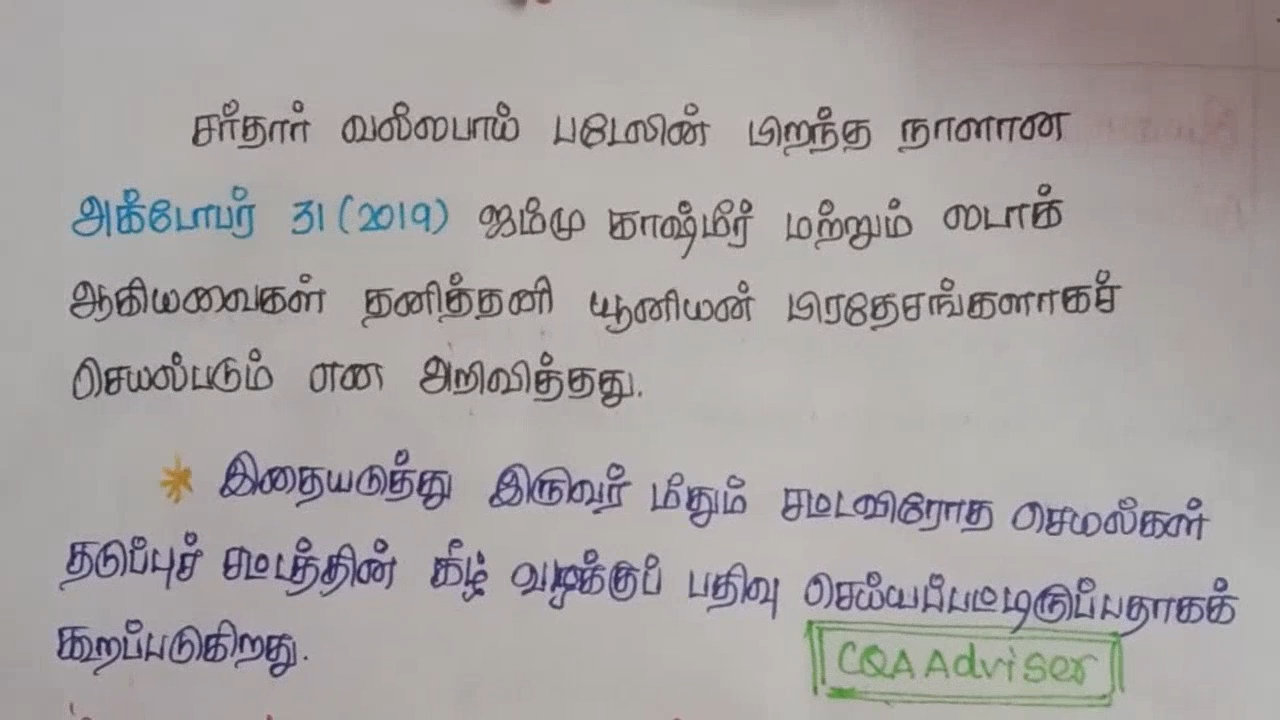 சர்தார் வல்லபாய் படேலின் பிறந்த நாளான
அக்டோபர் 31 (2019) ஜம்மு காஷ்மீர் மற்றும் லடாக்
ஆகியவைகள் தனித்தனி யூனியன் பிரதேசங்களாகச்
செயல்படும் என அறிவித்தது.
* இதையடுத்து இருவர் மீதும் சட்டவிரோத செயல்கள்
தடுப்புச் சட்டத்தின் கீழ் வழக்குப் பதிவு செய்யப்பட்டிருப்பதாகக்
கூறப்படுகிறது.
CQA Adviser